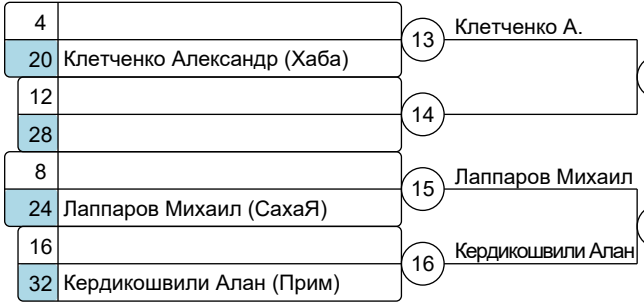 4
13 Клетченко А.
20 Клетченко Александр (Хаба)
12
14
28
8
15 Лаппаров Михаил
24 Лаппаров Михаил (СахаЯ)
16
16 Кердикошвили Алан
32 Кердикошвили Алан (Прим)